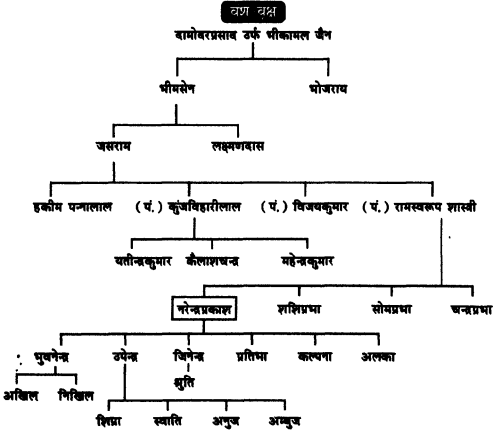 वंश वृक्ष
दामोदरप्रसाद उर्फ भीकामल जैन
भीमसेन भोजराय
जसराम लक्ष्मणदास
हकीम पन्नालाल (पं.) कुंजविहारीलाल (पं.) विजयकुमार (पं.) रामस्वरूप शास्त्री
यतीन्द्रकुमार कैलाशचन्द्र महेन्द्रकुमार
नरेन्द्रप्रकाश शशिप्रभा सोमप्रभा चन्द्रप्रभा
भुवनेन्द्र उपेन्द्र जिनेन्द्र प्रतिभा कल्पना अलका
श्रुति
अखिल निखिल
शिप्रा स्वाति अनुज अम्बुज